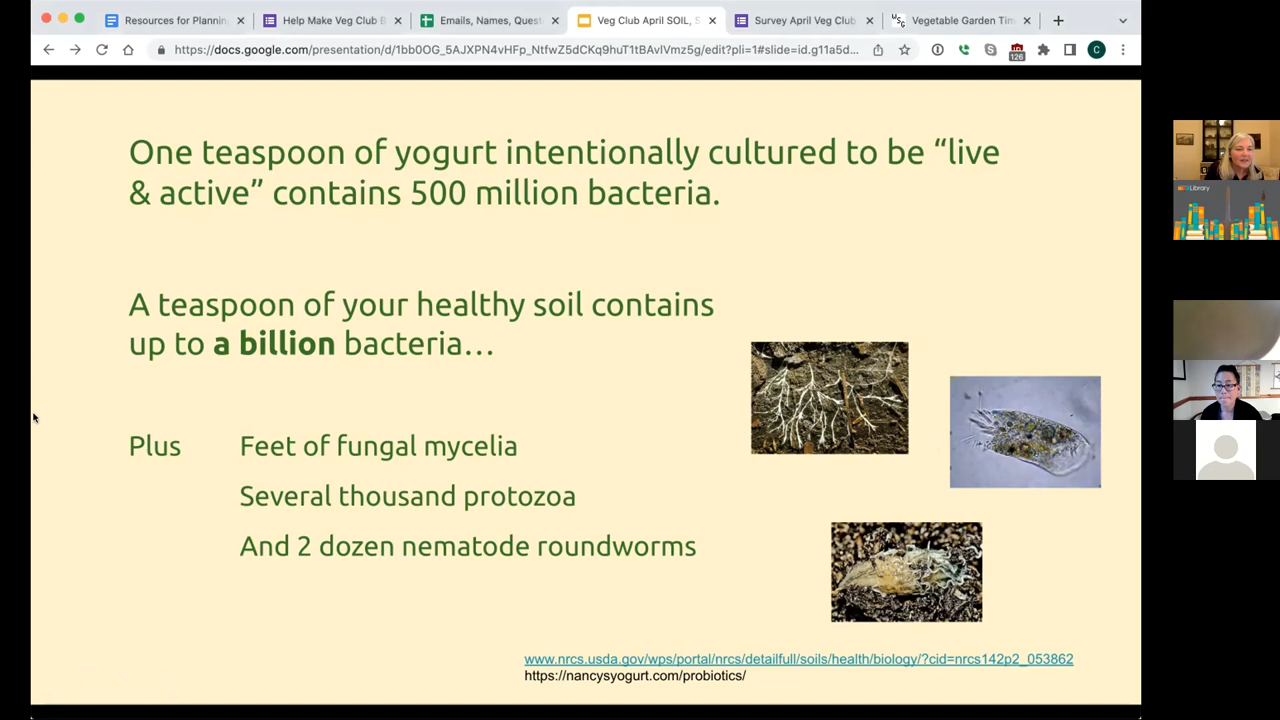 Resources for Plannin
Help Make Veg Club B
Emails, Names, Quest
Veg Club April SOIL, S
Survey April Veg Club
Vegetable Garden Tim
https://docs.google.com/presentation/d/1bb0OG_5AJXPN4vHFp_NtfwZ5dCKq9huT1tBAvlVmz5g/edit?pli=1#slide=id.g11a5d...
126
C
One teaspoon of yogurt intentionally cultured to be “live
& active” contains 500 million bacteria.
A teaspoon of your healthy soil contains
up to a billion bacteria…
Plus Feet of fungal mycelia
Several thousand protozoa
And 2 dozen nematode roundworms
www.nrcs.usda.gov/wps/portal/nrcs/detailfull/soils/health/biology/?cid=nrcs142p2_053862
https://nancysyogurt.com/probiotics/
Library